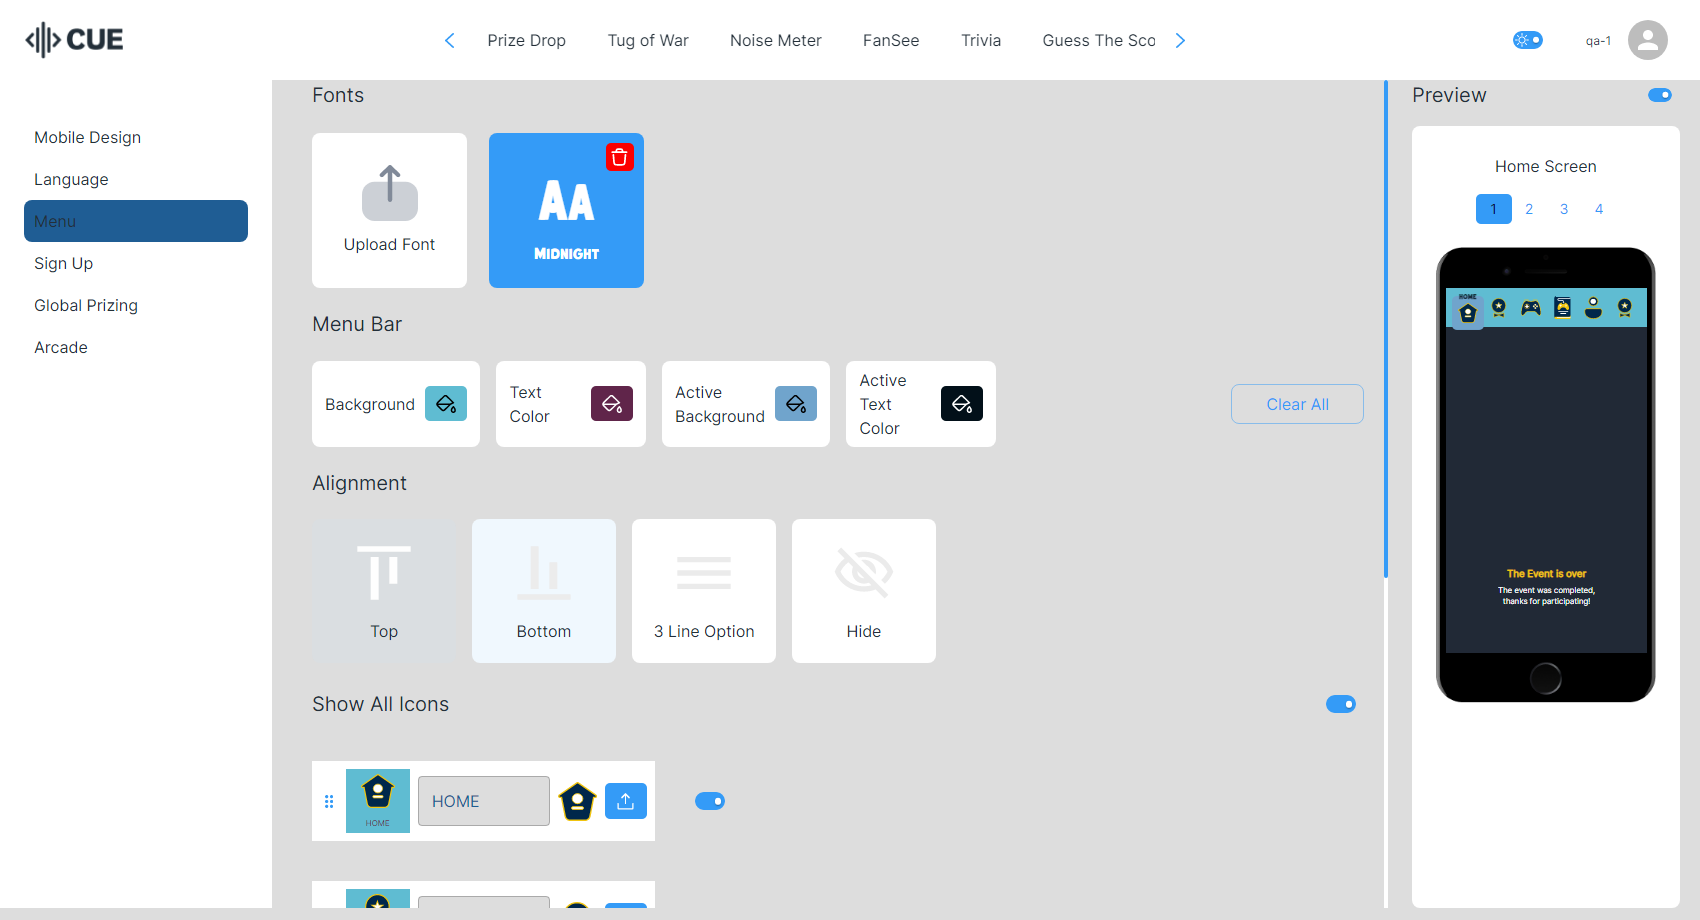 CUE
Prize Drop
Tug of War
Noise Meter
FanSee
Trivia
Guess The Sco
qa-1
Mobile Design
Language
Menu
Sign Up
Global Prizing
Arcade
Fonts
Upload Font
AA
MIDNIGHT
Menu Bar
Background
Text
Color
Active
Background
Active
Text
Color
Clear All
Alignment
Top
Bottom
3 Line Option
Hide
Show All Icons
HOME
HOME
Preview
Home Screen
1 2 3 4
HOME
The Event is over
The event was completed,
thanks for participating!